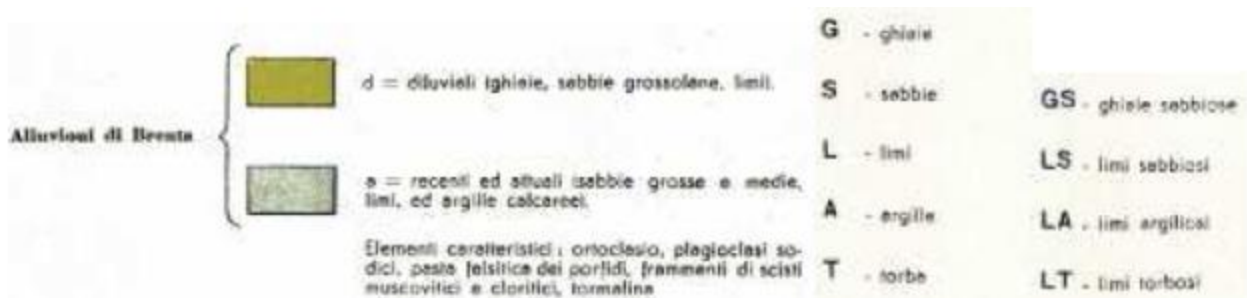 Alluvioni di Brenta
d = diluviali (ghiaie, sabbie grossolane, limi).
a = recenti ed attuali (sabbie grosse e medie,
limi, ed argille calcaree).
Elementi caratteristici: ortoclasio, plagioclasi so-
dici, pasta felsitica dei porfidi, frammenti di scisti
muscovitici e cloritici, tormalina
G - ghiaie
S - sabbie
L - limi
A - argille
T - torbe
GS - ghiaie sabbiose
LS - limi sabbiosi
LA - limi argillosi
LT - limi torbosi